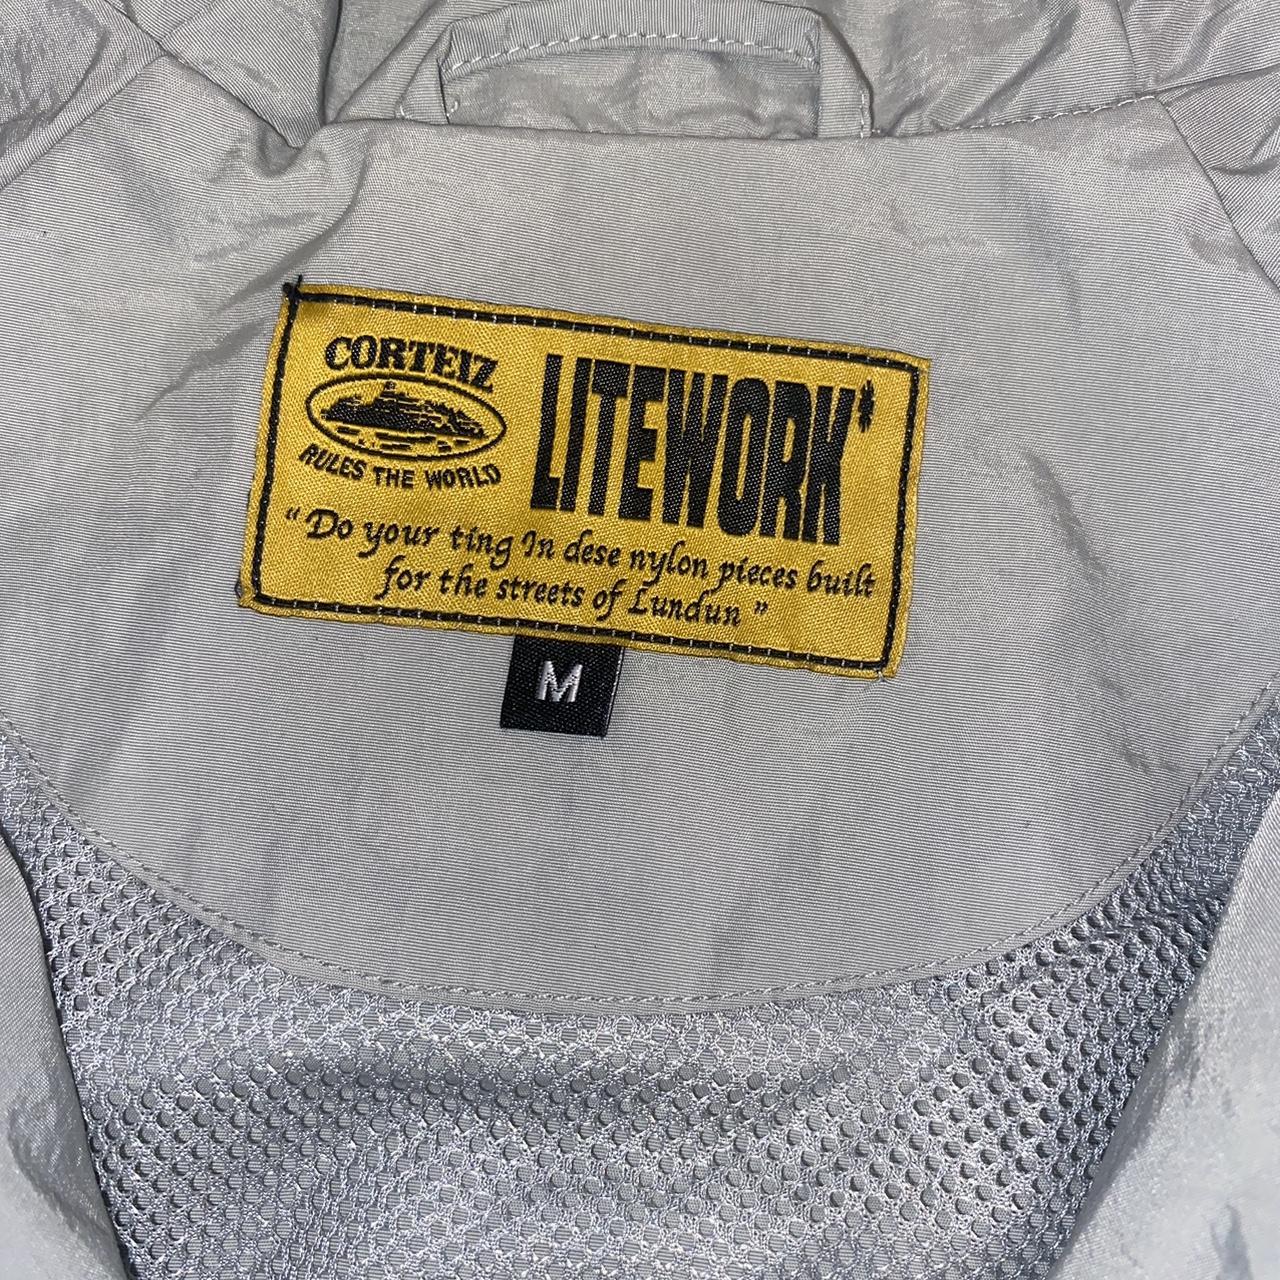 CORTEIZ
RULES THE WORLD
LITEWORK*
“Do your ting In dese nylon pieces built
for the streets of Lundun”
M